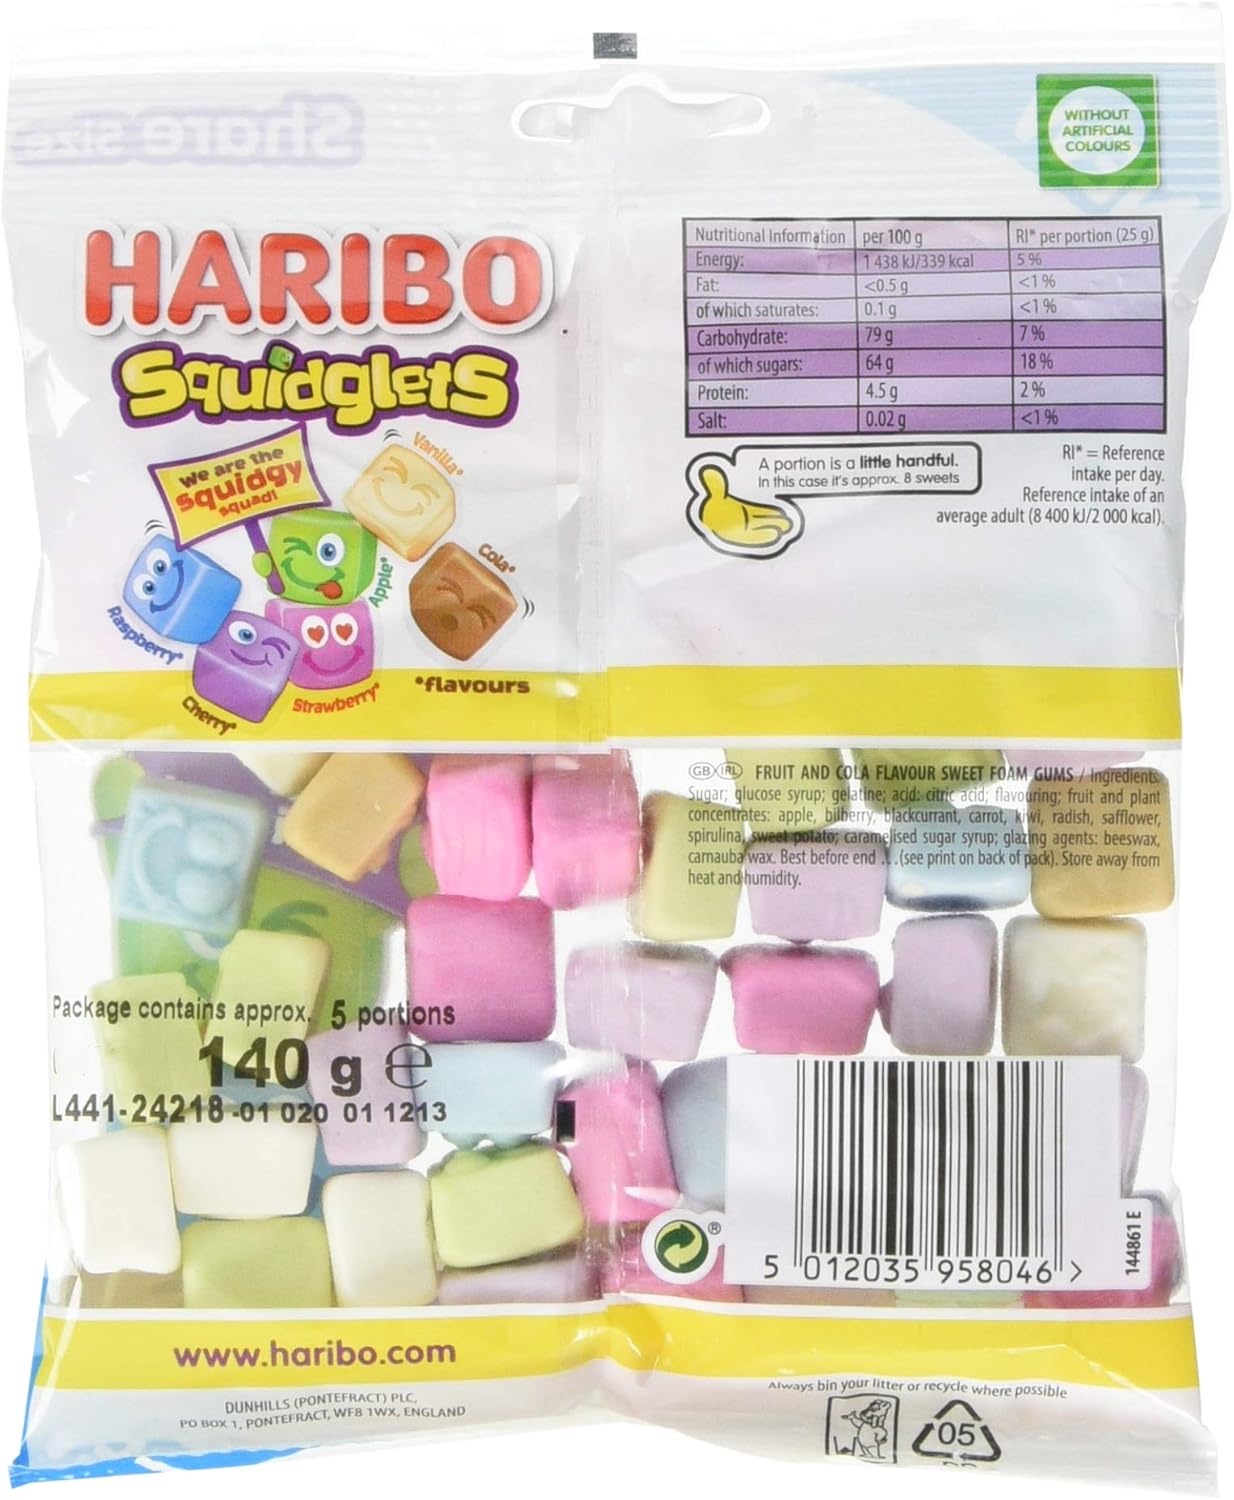 Share Size
WITHOUT
ARTIFICIAL
COLOURS
HARIBO
Squidglets
We are the
squidgy
squad!
Vanilla*
Cola*
Apple*
Raspberry*
Cherry*
Strawberry*
*flavours
Nutritional Information per 100 g RI* per portion (25 g)
Energy: 1 438 kJ/339 kcal 5 %
Fat: <0.5 g <1 %
of which saturates: 0.1 g <1 %
Carbohydrate: 79 g 7 %
of which sugars: 64 g 18 %
Protein: 4.5 g 2 %
Salt: 0.02 g <1 %
A portion is a little handful.
In this case it's approx. 8 sweets
RI* = Reference
intake per day.
Reference intake of an
average adult (8 400 kJ/2 000 kcal).
GB IRL FRUIT AND COLA FLAVOUR SWEET FOAM GUMS / Ingredients:
Sugar; glucose syrup; gelatine; acid: citric acid; flavouring; fruit and plant
concentrates: apple, bilberry, blackcurrant, carrot, kiwi, radish, safflower,
spirulina, sweet potato; caramelised sugar syrup; glazing agents: beeswax,
carnauba wax. Best before end . . .(see print on back of pack). Store away from
heat and humidity.
Package contains approx. 5 portions
140 g e
L441-24218-01 020 01 1213
®
5 012035 958046 >
144861 E
www.haribo.com
DUNHILLS (PONTEFRACT) PLC,
PO BOX 1, PONTEFRACT, WF8 1WX, ENGLAND
Always bin your litter or recycle where possible
05